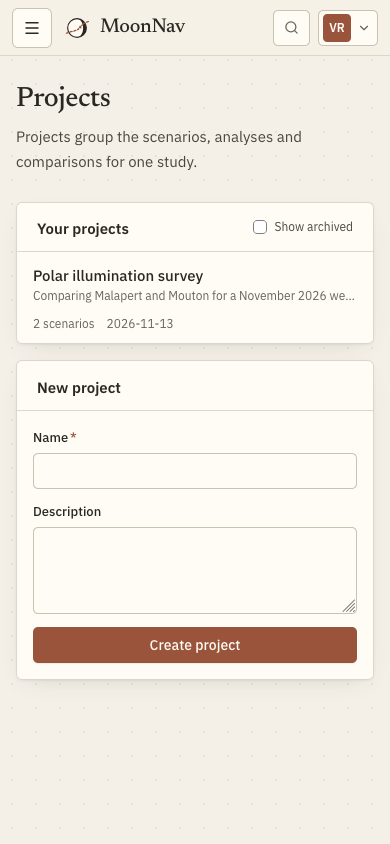 MoonNav
VR
Projects
Projects group the scenarios, analyses and
comparisons for one study.
Your projects
Show archived
Polar illumination survey
Comparing Malapert and Mouton for a November 2026 we...
2 scenarios 2026-11-13
New project
Name *
Description
Create project